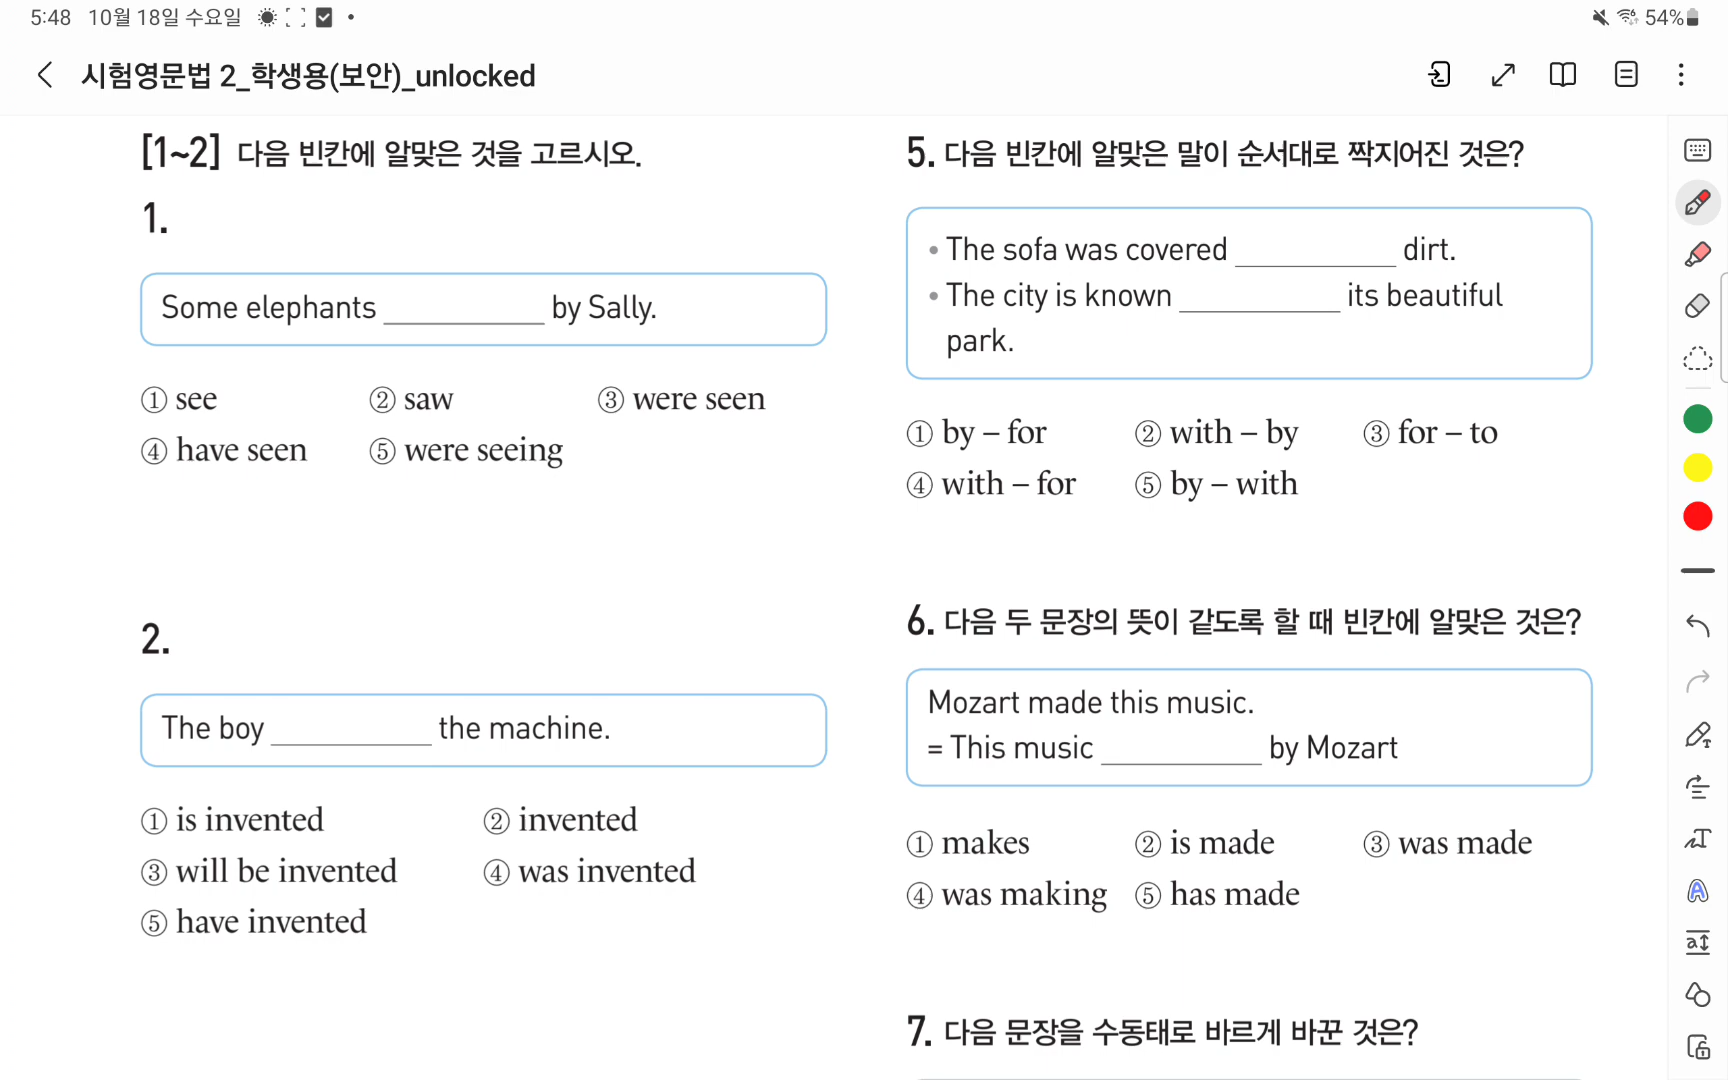 5:48 10월 18일 수요일
54%
시험영문법 2_학생용(보안)_unlocked
[1~2] 다음 빈칸에 알맞은 것을 고르시오.
1.
Some elephants __________ by Sally.
① see ② saw ③ were seen
④ have seen ⑤ were seeing
2.
The boy __________ the machine.
① is invented ② invented
③ will be invented ④ was invented
⑤ have invented
5. 다음 빈칸에 알맞은 말이 순서대로 짝지어진 것은?
• The sofa was covered __________ dirt.
• The city is known __________ its beautiful
park.
① by – for ② with – by ③ for – to
④ with – for ⑤ by – with
6. 다음 두 문장의 뜻이 같도록 할 때 빈칸에 알맞은 것은?
Mozart made this music.
= This music __________ by Mozart
① makes ② is made ③ was made
④ was making ⑤ has made
7. 다음 문장을 수동태로 바르게 바꾼 것은?